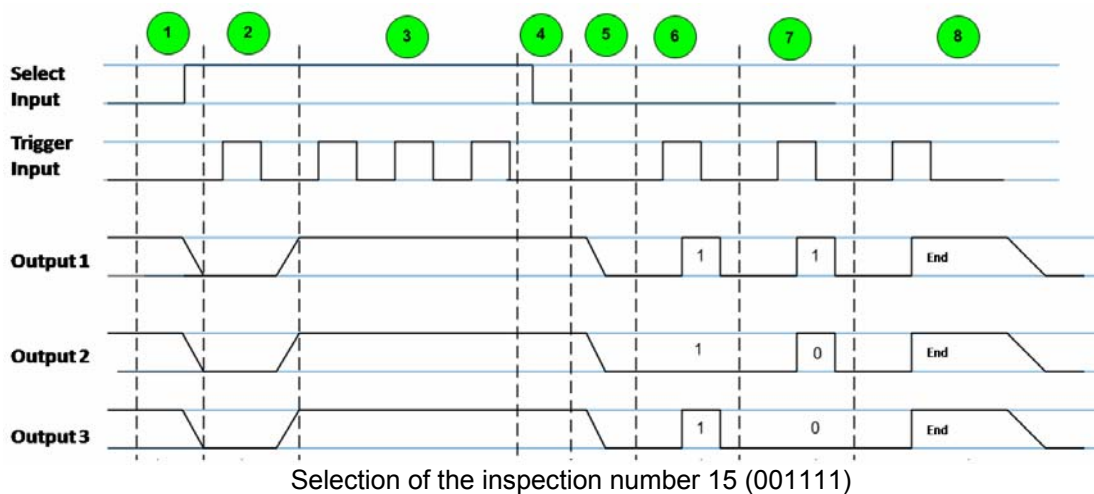 1 2 3 4 5 6 7 8
Select
Input
Trigger
Input
Output 1 1 1 End
Output 2 1 0 End
Output 3 1 0 End
Selection of the inspection number 15 (001111)